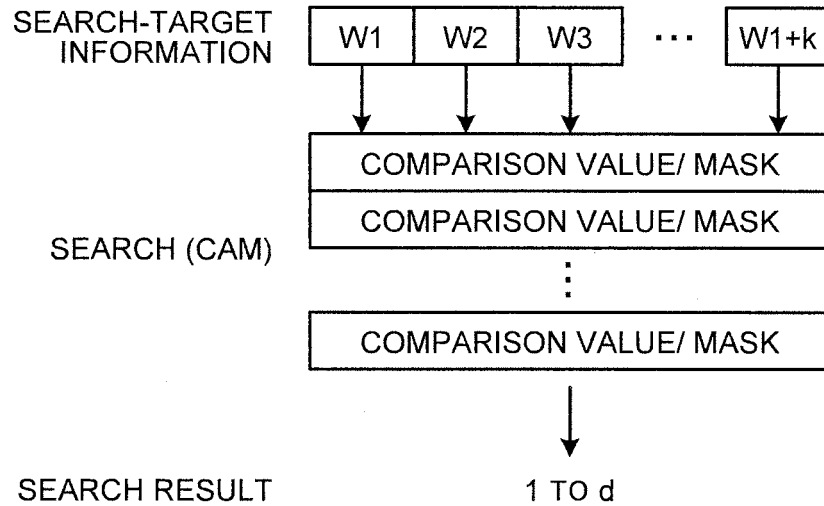 SEARCH-TARGET
INFORMATION
W1 W2 W3 ... W1+k
COMPARISON VALUE/ MASK
COMPARISON VALUE/ MASK
SEARCH (CAM)
⋮
COMPARISON VALUE/ MASK
SEARCH RESULT 1 TO d